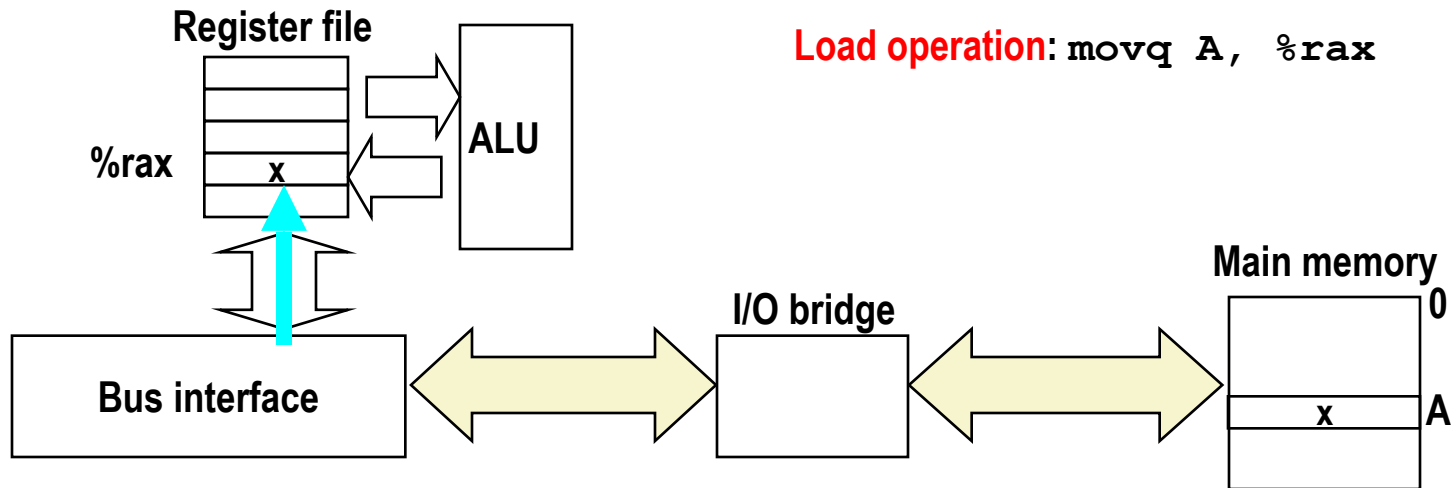 Register file
Load operation: movq A, %rax
ALU
%rax
x
Main memory
0
I/O bridge
Bus interface
x
A